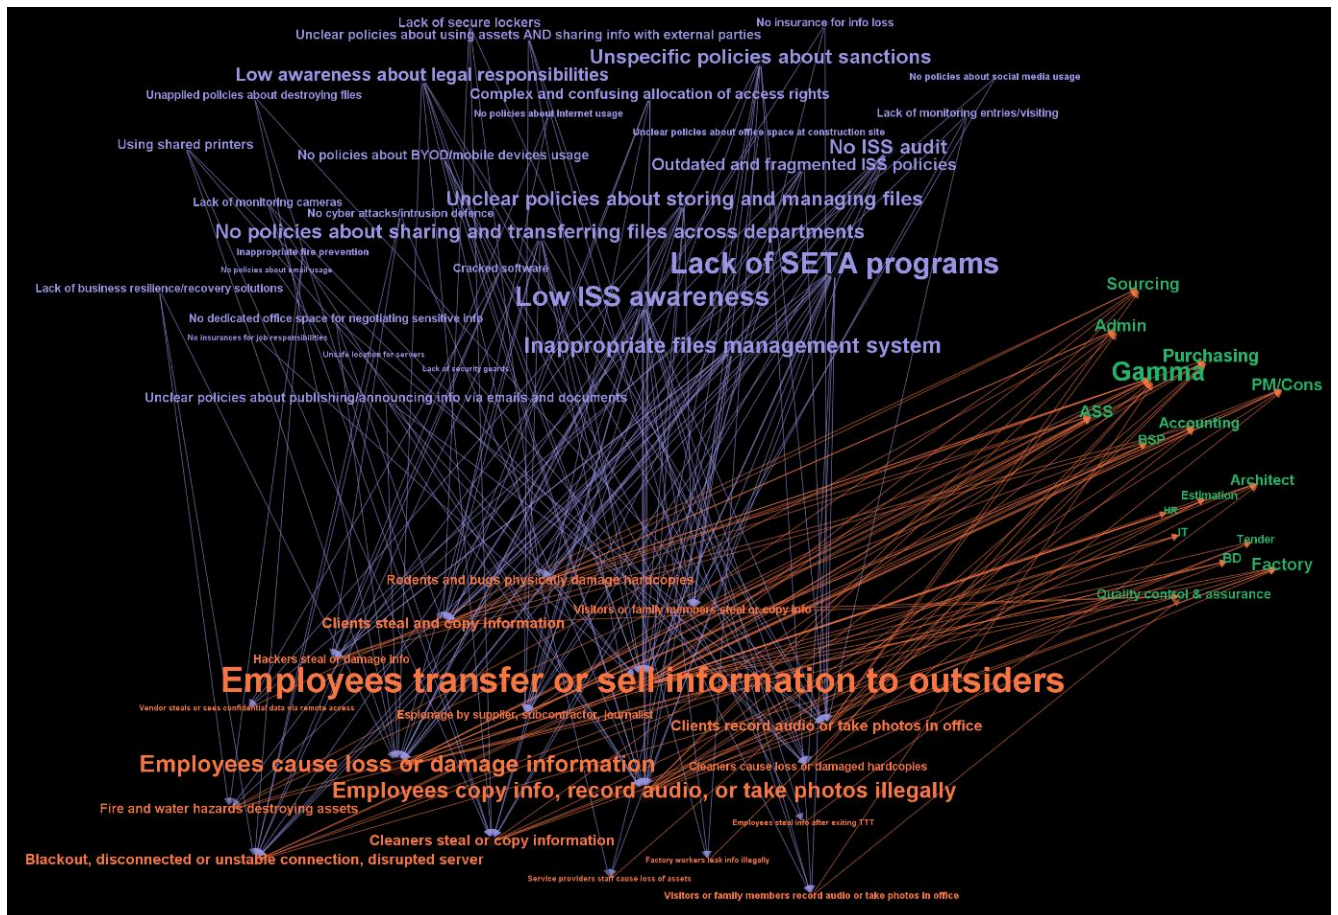 Lack of secure lockers
No insurance for info loss
Unclear policies about using assets AND sharing info with external parties
Unspecific policies about sanctions
Low awareness about legal responsibilities
No policies about social media usage
Unapplied policies about destroying files
Complex and confusing allocation of access rights
No policies about Internet usage
Lack of monitoring entries/visiting
Unclear policies about office space at construction site
Using shared printers
No ISS audit
No policies about BYOD/mobile devices usage
Outdated and fragmented ISS policies
Unclear policies about storing and managing files
Lack of monitoring cameras
No cyber attacks/intrusion defence
No policies about sharing and transferring files across departments
Inappropriate fire prevention
Lack of SETA programs
No policies about email usage
Cracked software
Lack of business resilience/recovery solutions
Sourcing
Low ISS awareness
No dedicated office space for negotiating sensitive info
Admin
No insurances for job responsibilities
Inappropriate files management system
Unsafe location for servers
Purchasing
Lack of security guards
Gamma
PM/Cons
Unclear policies about publishing/announcing info via emails and documents
ASS
Accounting
BSP
Architect
Estimation
HR
IT
Tender
BD
Factory
Rodents and bugs physically damage hardcopies
Quality control & assurance
Visitors or family members steal or copy info
Clients steal and copy information
Hackers steal or damage info
Employees transfer or sell information to outsiders
Vendor steals or sees confidential data via remote access
Espionage by supplier, subcontractor, journalist
Clients record audio or take photos in office
Employees cause loss or damage information
Cleaners cause loss or damaged hardcopies
Employees copy info, record audio, or take photos illegally
Fire and water hazards destroying assets
Employees steal info after exiting TTT
Cleaners steal or copy information
Blackout, disconnected or unstable connection, disrupted server
Factory workers leak info illegally
Service providers staff cause loss of assets
Visitors or family members record audio or take photos in office